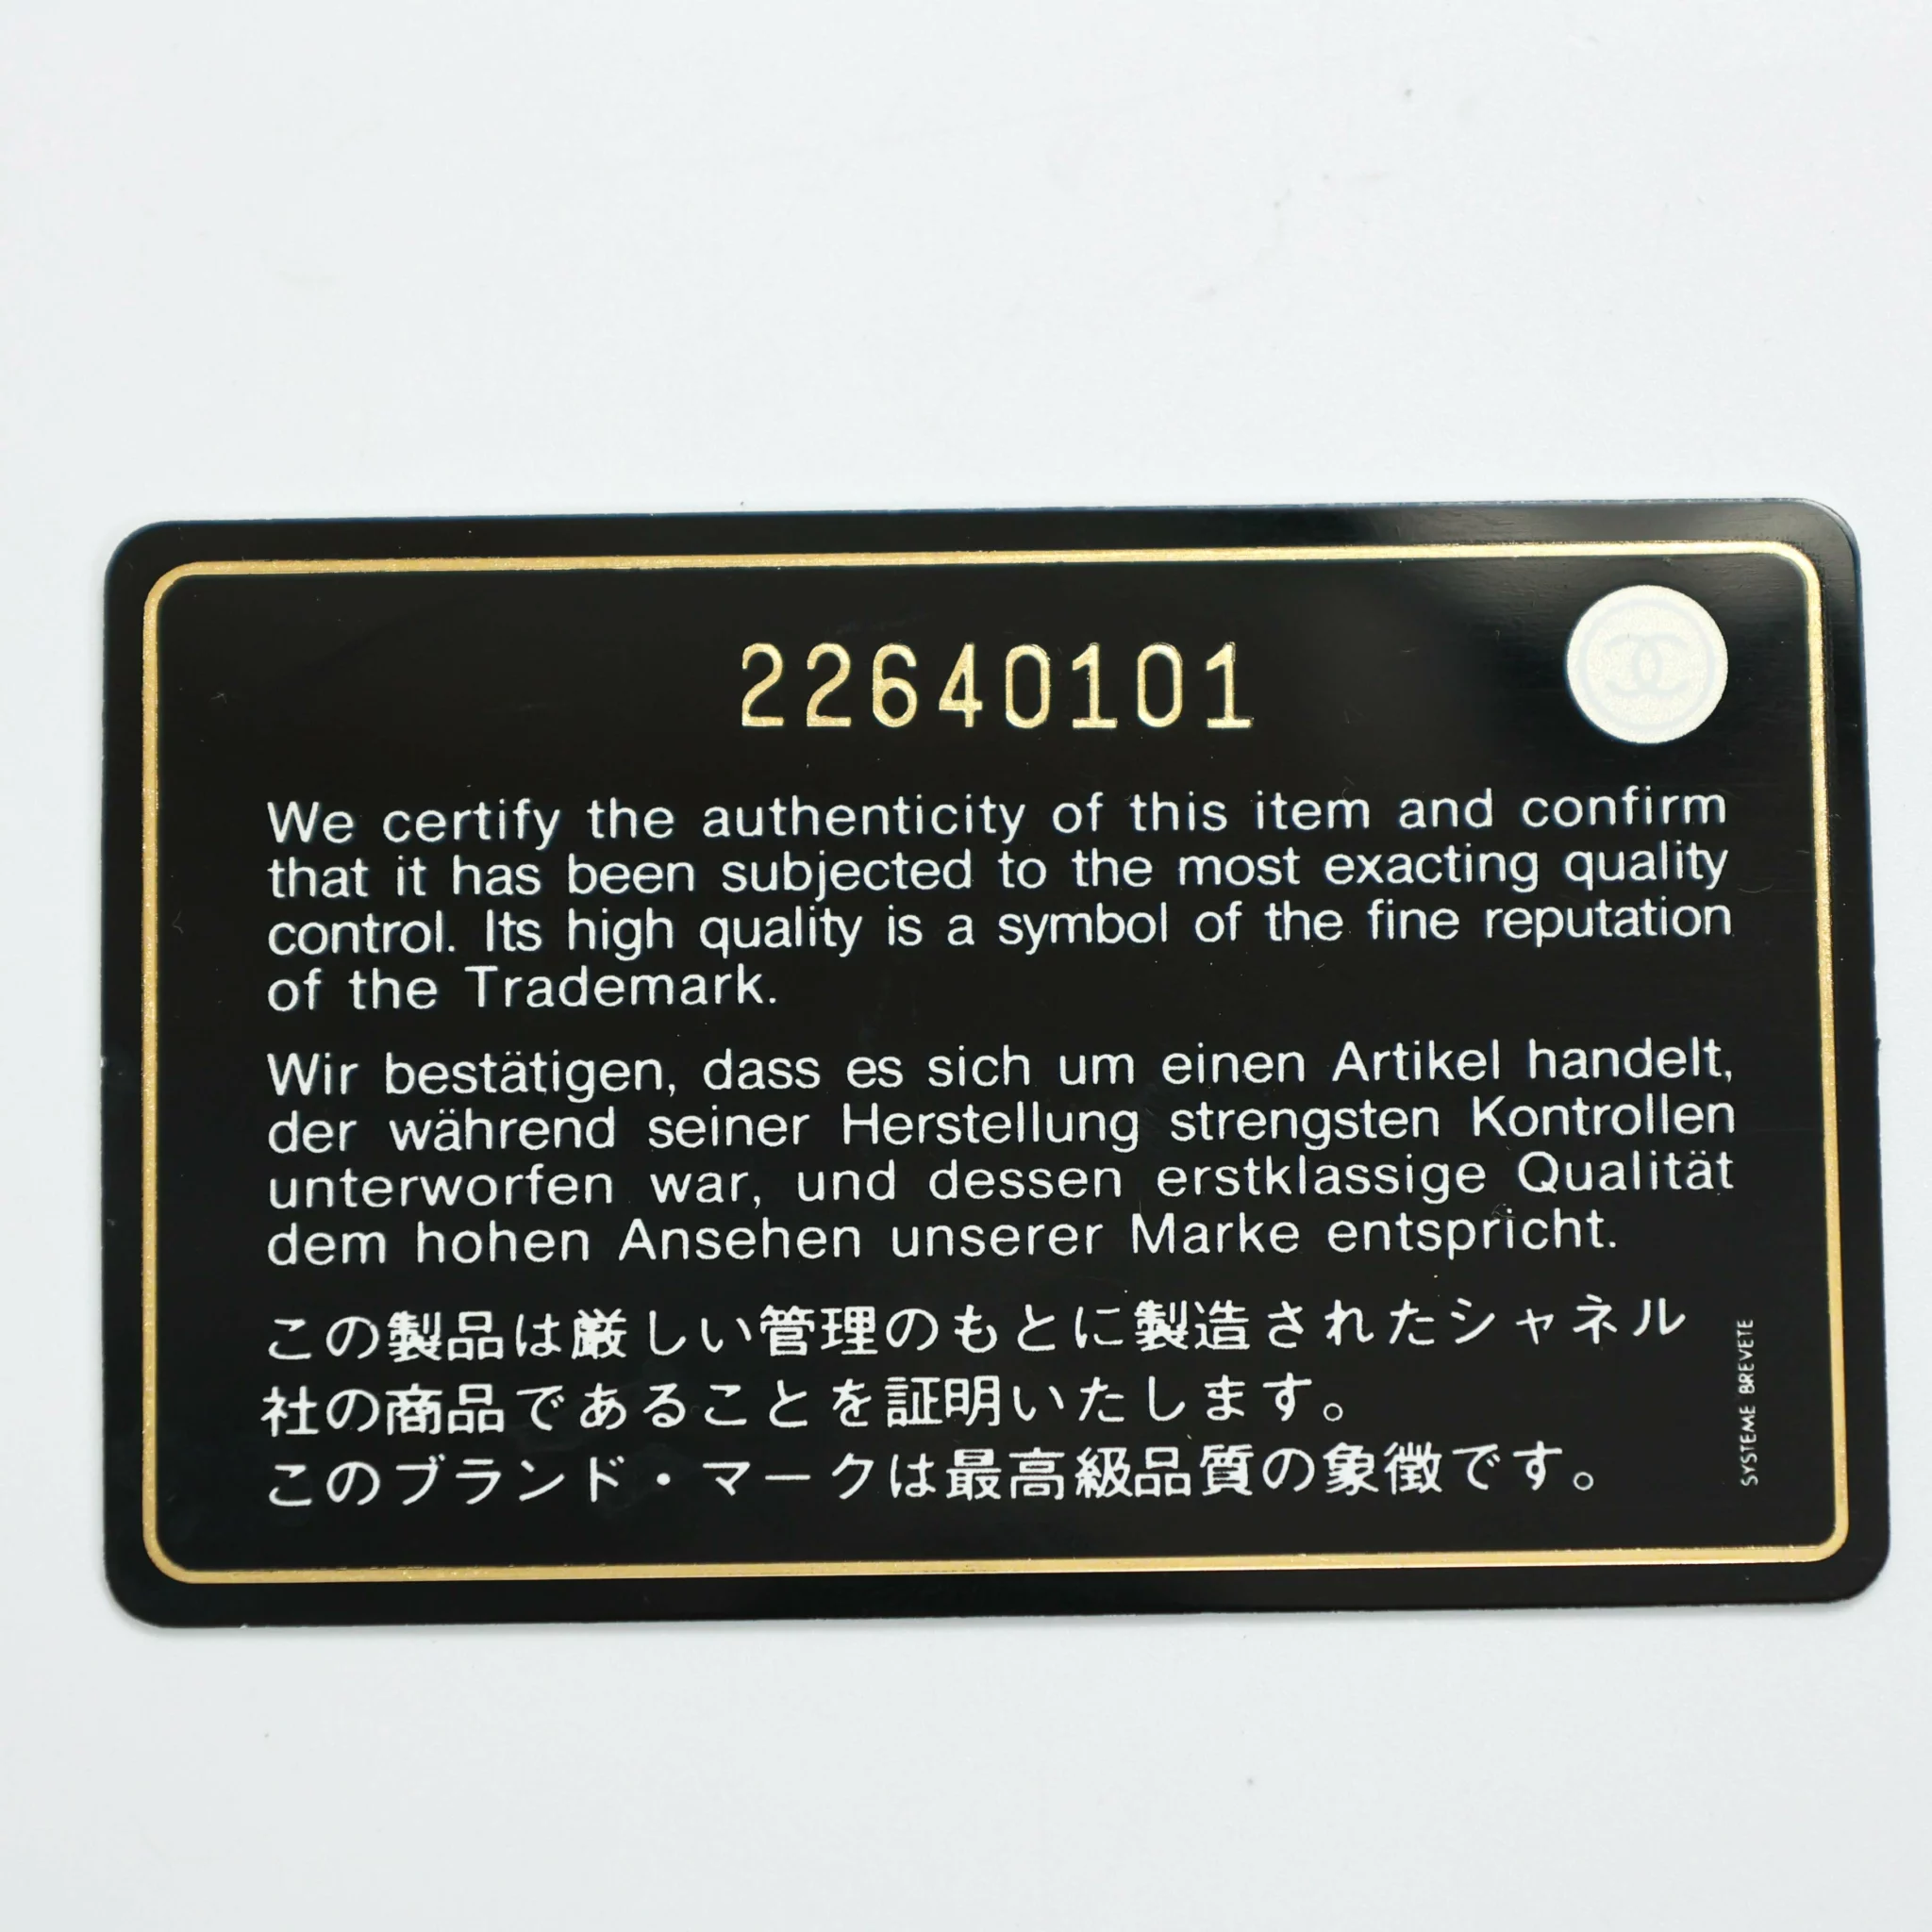 22640101
We certify the authenticity of this item and confirm
that it has been subjected to the most exacting quality
control. Its high quality is a symbol of the fine reputation
of the Trademark.
Wir bestätigen, dass es sich um einen Artikel handelt,
der während seiner Herstellung strengsten Kontrollen
unterworfen war, und dessen erstklassige Qualität
dem hohen Ansehen unserer Marke entspricht.
この製品は厳しい管理のもとに製造されたシャネル
社の商品であることを証明いたします。
このブランド・マークは最高級品質の象徴です。
SYSTEME BREVETE